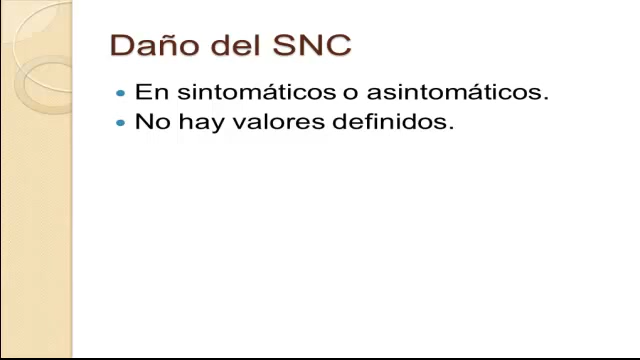 Daño del SNC
En sintomáticos o asintomáticos.
No hay valores definidos.